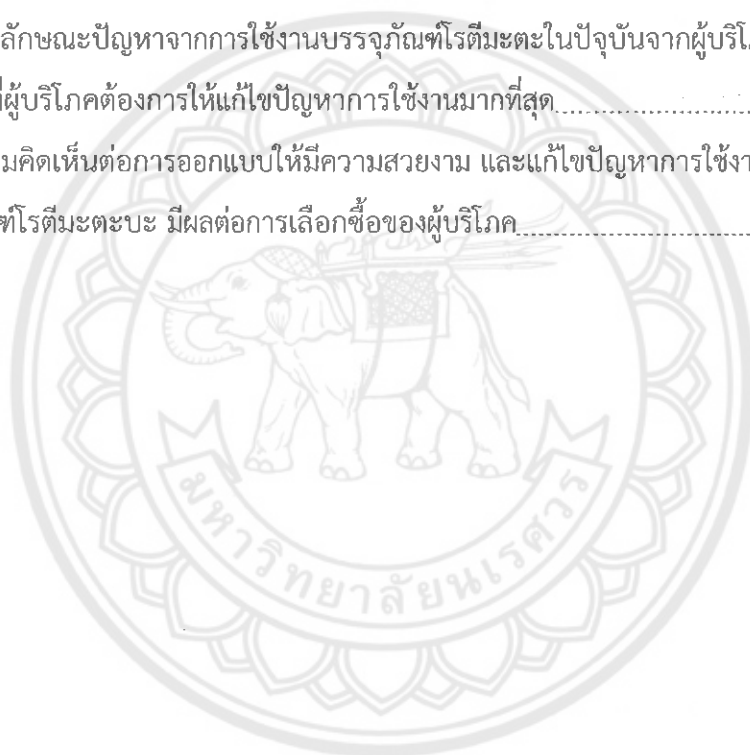 ลักษณะปัญหาจากการใช้งานบรรจุภัณฑ์โรตีมะตะในปัจจุบันจากผู้บริโภ
ี่ผู้บริโภคต้องการให้แก้ไขปัญหาการใช้งานมากที่สุด
มคิดเห็นต่อการออกแบบให้มีความสวยงาม และแก้ไขปัญหาการใช้งา
ฑ์โรตีมะตะบะ มีผลต่อการเลือกซื้อของผู้บริโภค
มหาวิทยาลัยนเรศวร